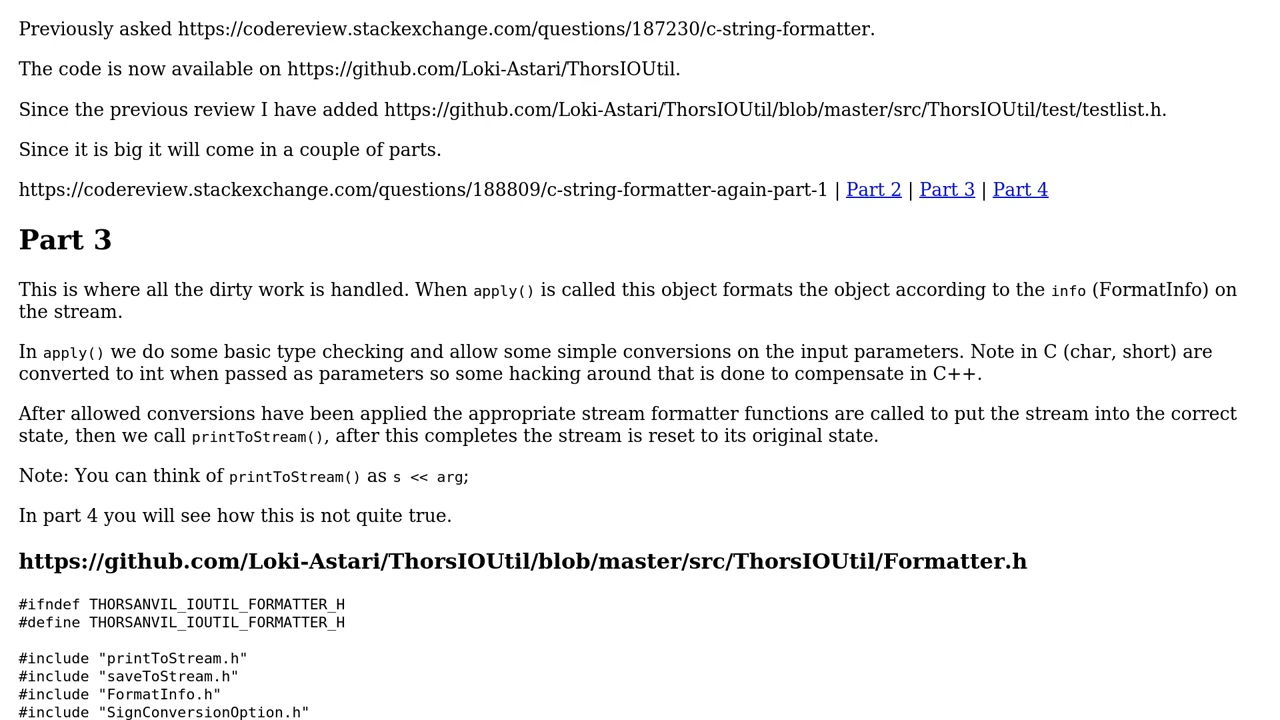 Previously asked https://codereview.stackexchange.com/questions/187230/c-string-formatter.
The code is now available on https://github.com/Loki-Astari/ThorsIOUtil.
Since the previous review I have added https://github.com/Loki-Astari/ThorsIOUtil/blob/master/src/ThorsIOUtil/test/testlist.h.
Since it is big it will come in a couple of parts.
https://codereview.stackexchange.com/questions/188809/c-string-formatter-again-part-1 | Part 2 | Part 3 | Part 4
Part 3
This is where all the dirty work is handled. When apply() is called this object formats the object according to the info (FormatInfo) on
the stream.
In apply() we do some basic type checking and allow some simple conversions on the input parameters. Note in C (char, short) are
converted to int when passed as parameters so some hacking around that is done to compensate in C++.
After allowed conversions have been applied the appropriate stream formatter functions are called to put the stream into the correct
state, then we call printToStream(), after this completes the stream is reset to its original state.
Note: You can think of printToStream() as s << arg;
In part 4 you will see how this is not quite true.
https://github.com/Loki-Astari/ThorsIOUtil/blob/master/src/ThorsIOUtil/Formatter.h
#ifndef THORSANVIL_IOUTIL_FORMATTER_H
#define THORSANVIL_IOUTIL_FORMATTER_H
#include "printToStream.h"
#include "saveToStream.h"
#include "FormatInfo.h"
#include "SignConversionOption.h"